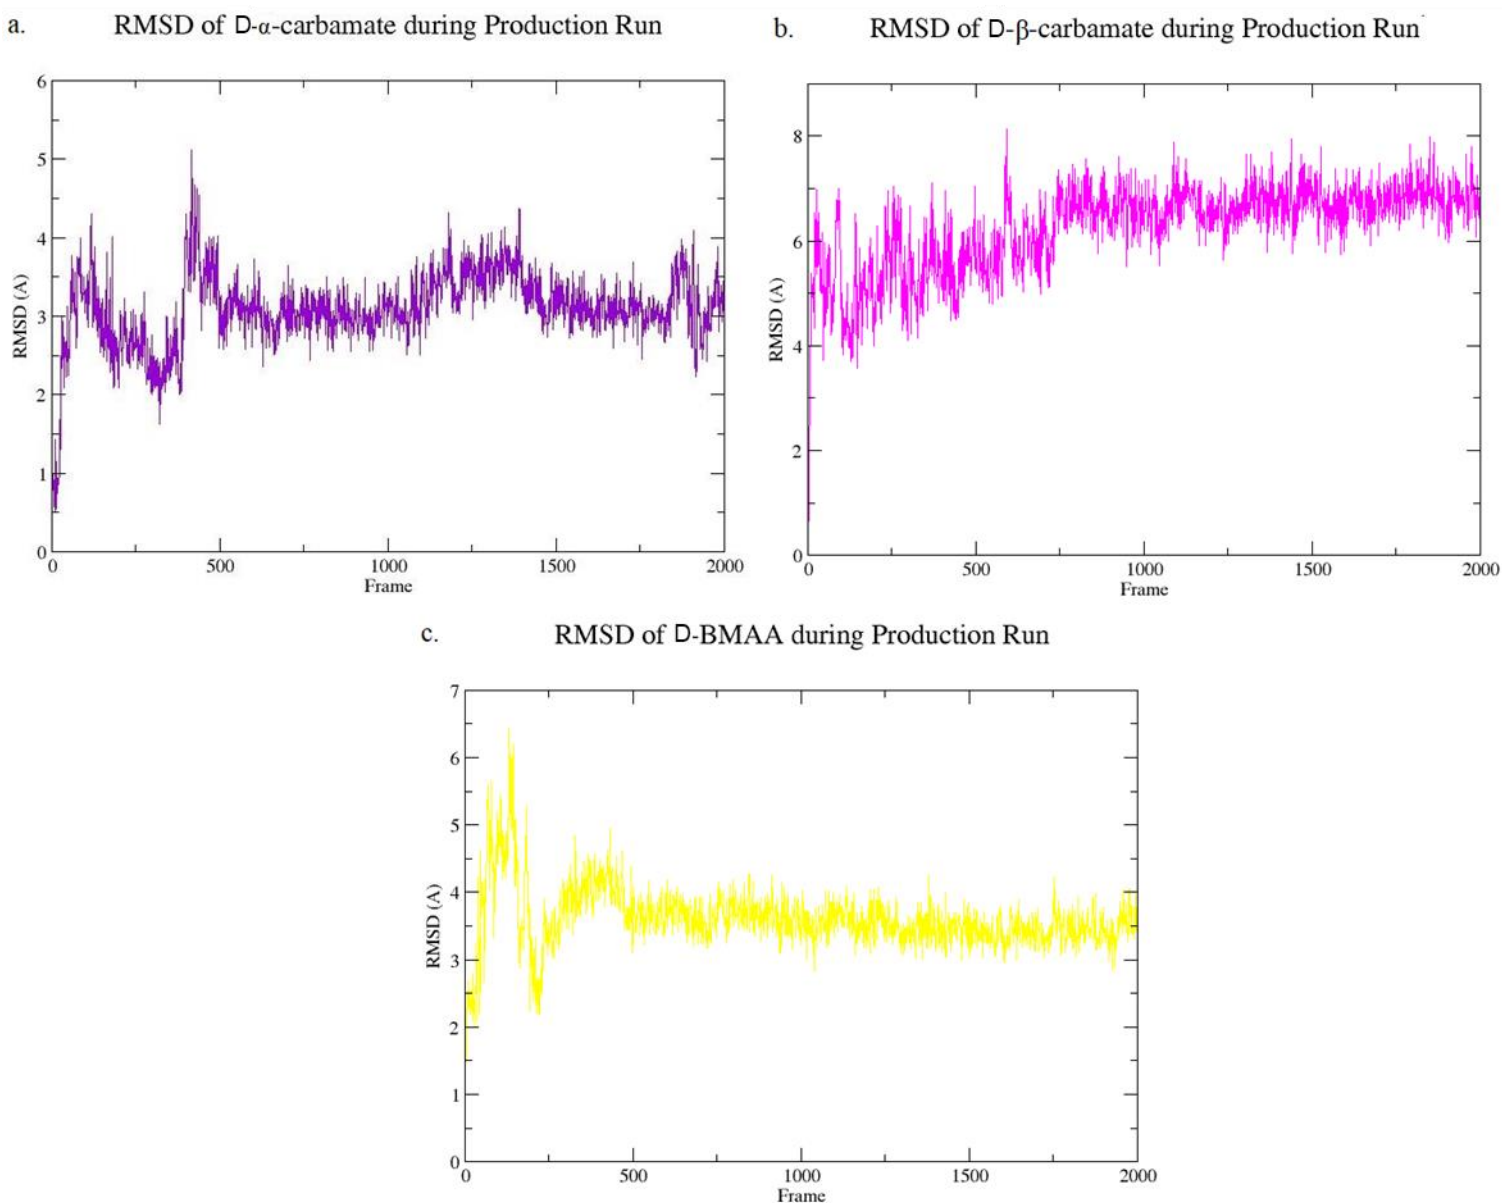 a. RMSD of D-α-carbamate during Production Run
6
5
4
3
2
1
0
RMSD (A)
0 500 1000 1500 2000
Frame
b. RMSD of D-β-carbamate during Production Run
8
6
4
2
0
RMSD (A)
0 500 1000 1500 2000
Frame
c. RMSD of D-BMAA during Production Run
7
6
5
4
3
2
1
0
RMSD (A)
0 500 1000 1500 2000
Frame